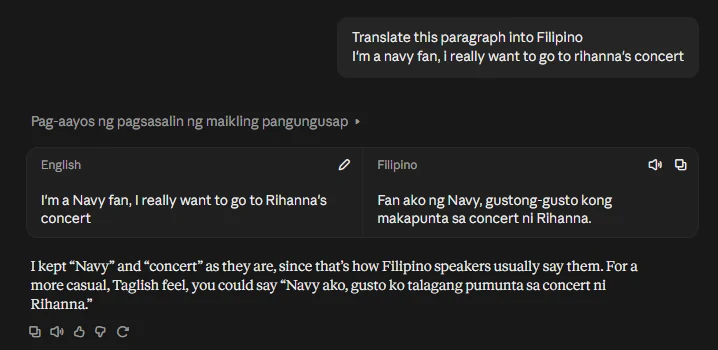 Translate this paragraph into Filipino
I'm a navy fan, i really want to go to rihanna's concert
Pag-aayos ng pagsasalin ng maikling pangungusap
English
Filipino
I'm a Navy fan, I really want to go to Rihanna's
concert
Fan ako ng Navy, gustong-gusto kong
makapunta sa concert ni Rihanna.
I kept “Navy” and “concert” as they are, since that’s how Filipino speakers usually say them. For a
more casual, Taglish feel, you could say “Navy ako, gusto ko talagang pumunta sa concert ni
Rihanna.”